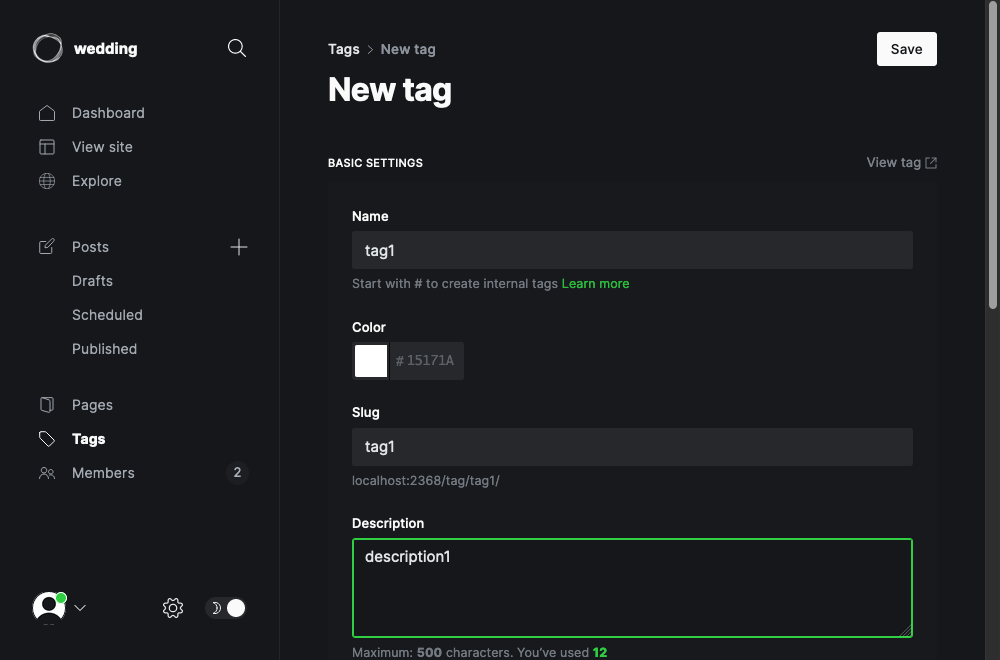 wedding
Dashboard
View site
Explore
Posts
Drafts
Scheduled
Published
Pages
Tags
Members 2
Tags > New tag
Save
New tag
BASIC SETTINGS
View tag
Name
tag1
Start with # to create internal tags Learn more
Color
# 15171A
Slug
tag1
localhost:2368/tag/tag1/
Description
description1
Maximum: 500 characters. You've used 12